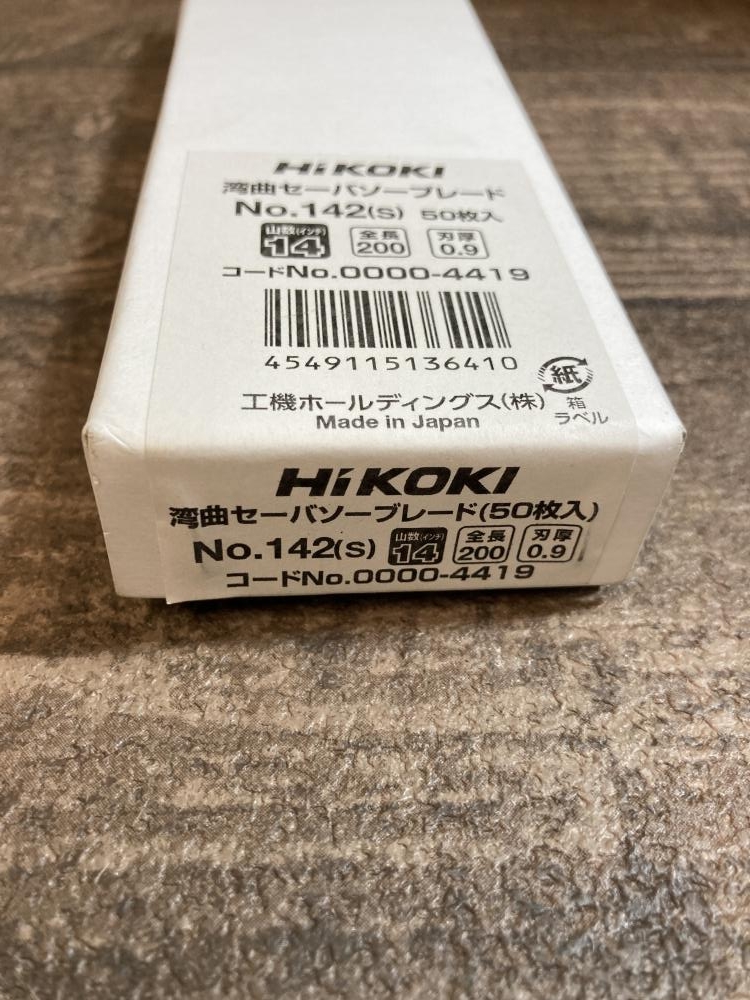 HiKOKI
湾曲セーバソーブレード
No.142(S) 50枚入
山数(インチ) 14 全長 200 刃厚 0.9
コードNo.0000-4419
4549115136410
紙
箱
ラベル
工機ホールディングス(株)
Made in Japan
HiKOKI
湾曲セーバソーブレード(50枚入)
No.142(S) 山数(インチ) 14 全長 200 刃厚 0.9
コードNo.0000-4419